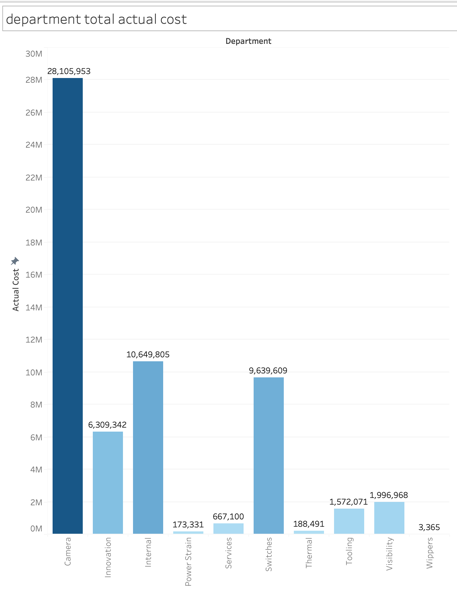 department total actual cost
Department
30M
28M
26M
24M
22M
20M
18M
16M
14M
12M
10M
8M
6M
4M
2M
0M
Actual Cost
28,105,953
6,309,342
10,649,805
173,331
667,100
9,639,609
188,491
1,572,071
1,996,968
3,365
Camera
Innovation
Internal
Power Strain
Services
Switches
Thermal
Tooling
Visibility
Wippers